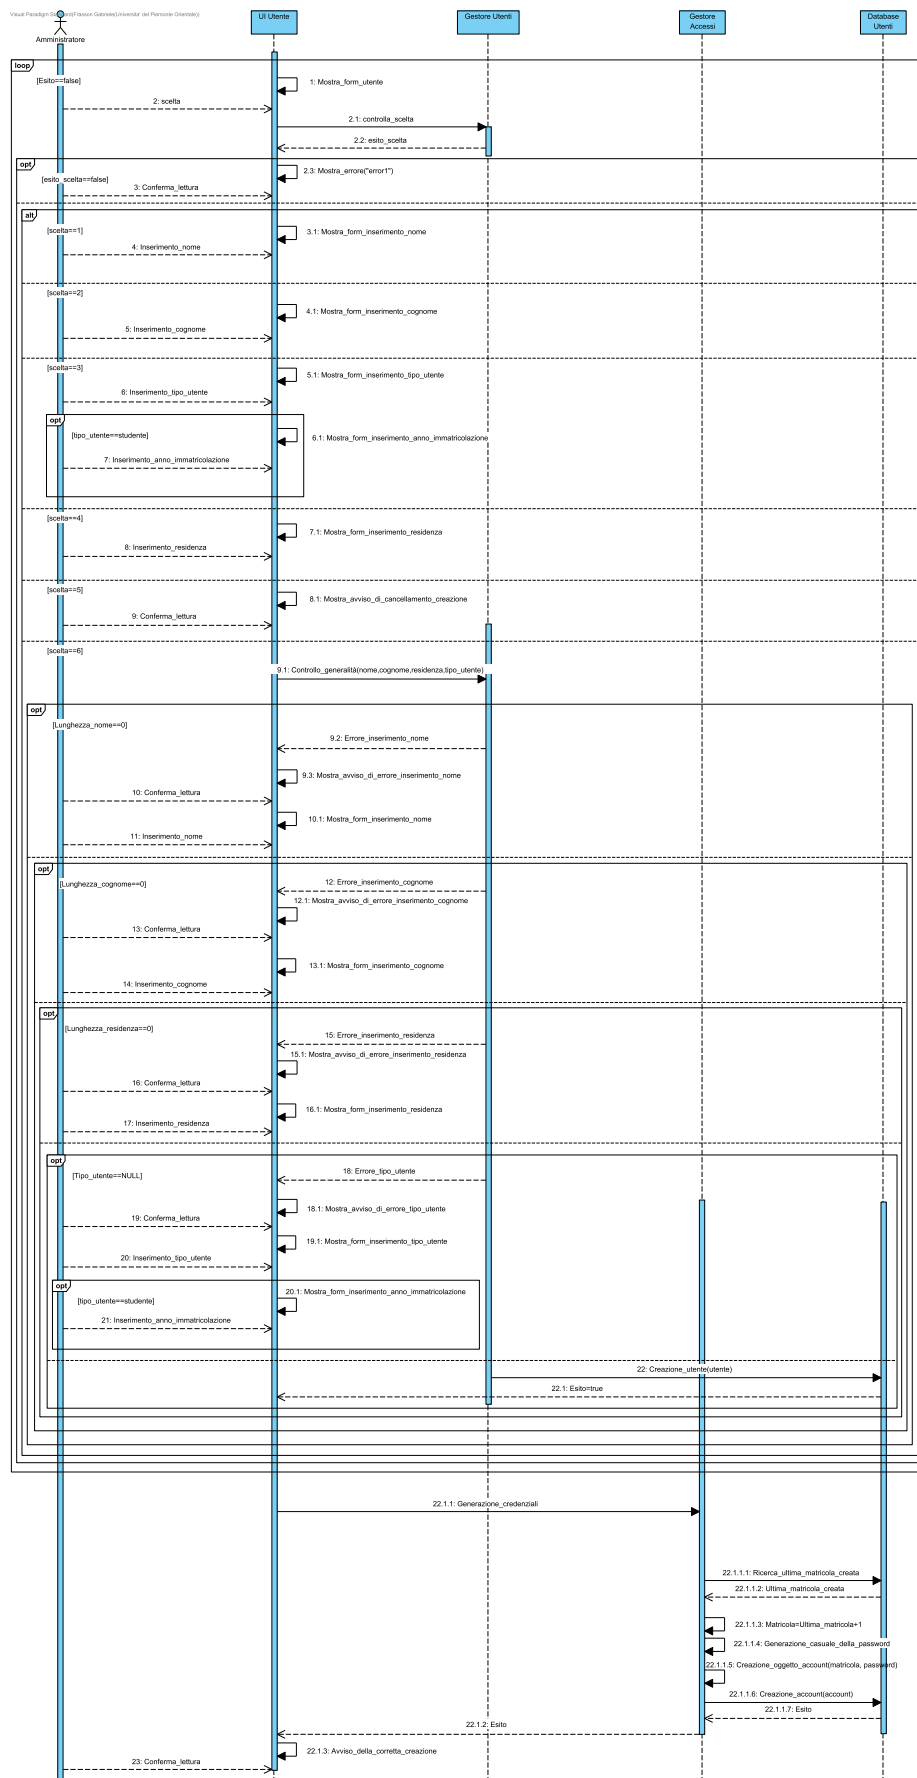 Visual Paradigm Standard(Frasson Gabriele(Universita' del Piemonte Orientale))
Amministratore
UI Utente
Gestore Utenti
Gestore
Accessi
Database
Utenti
loop
[Esito==false]
1: Mostra_form_utente
2: scelta
2.1: controlla_scelta
2.2: esito_scelta
opt
[esito_scelta==false]
2.3: Mostra_errore("error1")
3: Conferma_lettura
alt
[scelta==1]
3.1: Mostra_form_inserimento_nome
4: Inserimento_nome
[scelta==2]
4.1: Mostra_form_inserimento_cognome
5: Inserimento_cognome
[scelta==3]
5.1: Mostra_form_inserimento_tipo_utente
6: Inserimento_tipo_utente
opt
[tipo_utente==studente]
6.1: Mostra_form_inserimento_anno_immatricolazione
7: Inserimento_anno_immatricolazione
[scelta==4]
7.1: Mostra_form_inserimento_residenza
8: Inserimento_residenza
[scelta==5]
8.1: Mostra_avviso_di_cancellamento_creazione
9: Conferma_lettura
[scelta==6]
9.1: Controllo_generalità(nome,cognome,residenza,tipo_utente)
opt
[Lunghezza_nome==0]
9.2: Errore_inserimento_nome
9.3: Mostra_avviso_di_errore_inserimento_nome
10: Conferma_lettura
10.1: Mostra_form_inserimento_nome
11: Inserimento_nome
opt
[Lunghezza_cognome==0]
12: Errore_inserimento_cognome
12.1: Mostra_avviso_di_errore_inserimento_cognome
13: Conferma_lettura
13.1: Mostra_form_inserimento_cognome
14: Inserimento_cognome
opt
[Lunghezza_residenza==0]
15: Errore_inserimento_residenza
15.1: Mostra_avviso_di_errore_inserimento_residenza
16: Conferma_lettura
16.1: Mostra_form_inserimento_residenza
17: Inserimento_residenza
opt
[Tipo_utente==NULL]
18: Errore_tipo_utente
18.1: Mostra_avviso_di_errore_tipo_utente
19: Conferma_lettura
19.1: Mostra_form_inserimento_tipo_utente
20: Inserimento_tipo_utente
opt
[tipo_utente==studente]
20.1: Mostra_form_inserimento_anno_immatricolazione
21: Inserimento_anno_immatricolazione
22: Creazione_utente(utente)
22.1: Esito=true
22.1.1: Generazione_credenziali
22.1.1.1: Ricerca_ultima_matricola_creata
22.1.1.2: Ultima_matricola_creata
22.1.1.3: Matricola=Ultima_matricola+1
22.1.1.4: Generazione_casuale_della_password
22.1.1.5: Creazione_oggetto_account(matricola, password)
22.1.1.6: Creazione_account(account)
22.1.1.7: Esito
22.1.2: Esito
22.1.3: Avviso_della_corretta_creazione
23: Conferma_lettura